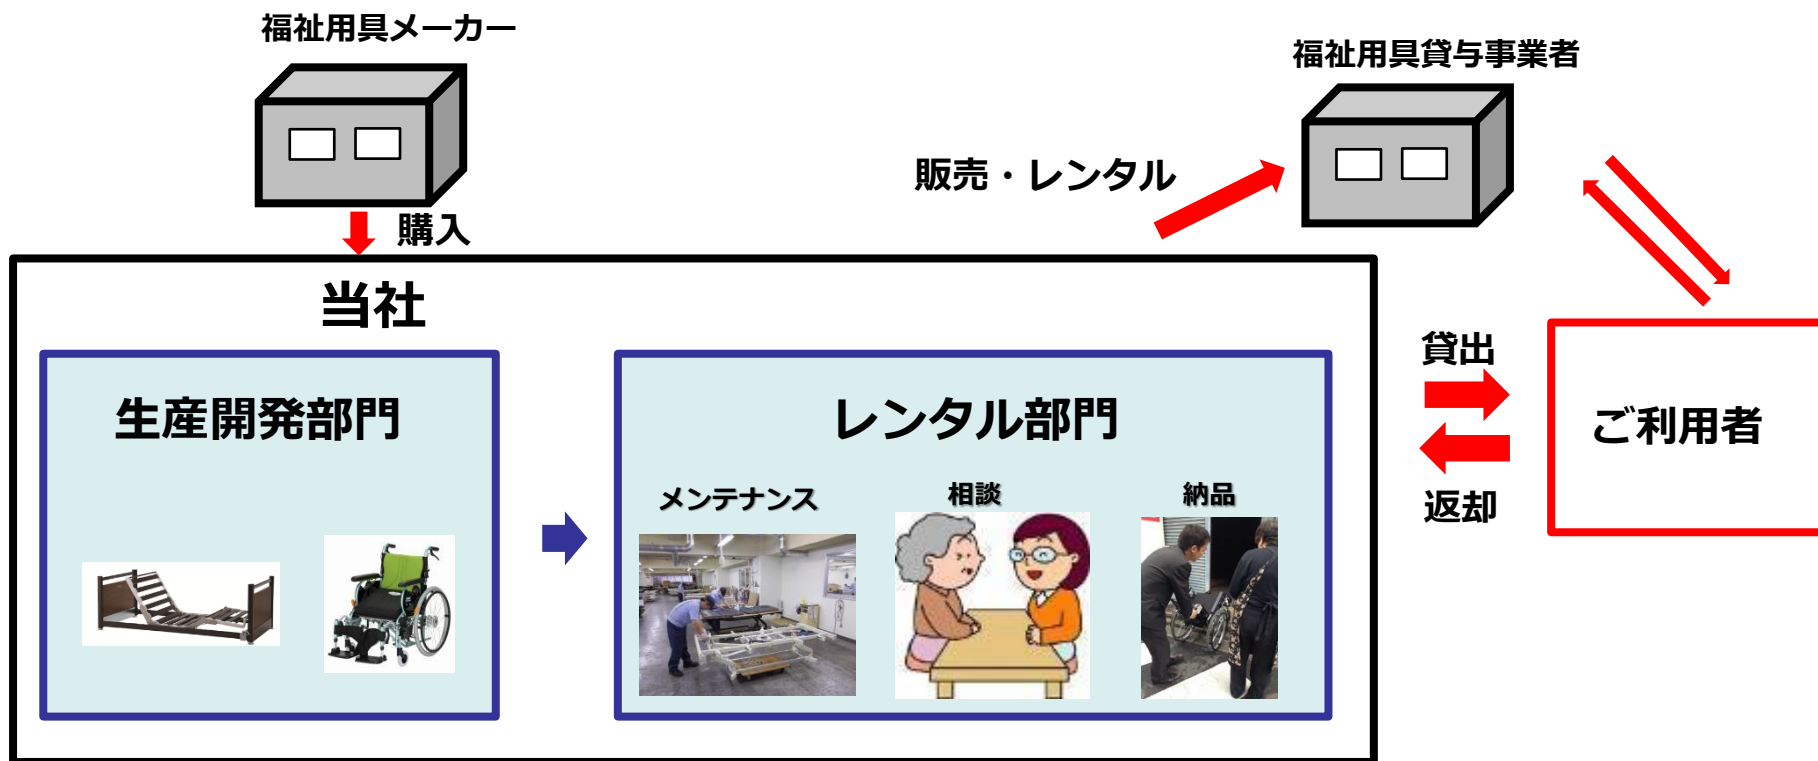 福祉用具メーカー
福祉用具貸与事業者
販売・レンタル
購入
当社
生産開発部門
レンタル部門
メンテナンス
相談
納品
貸出
返却
ご利用者